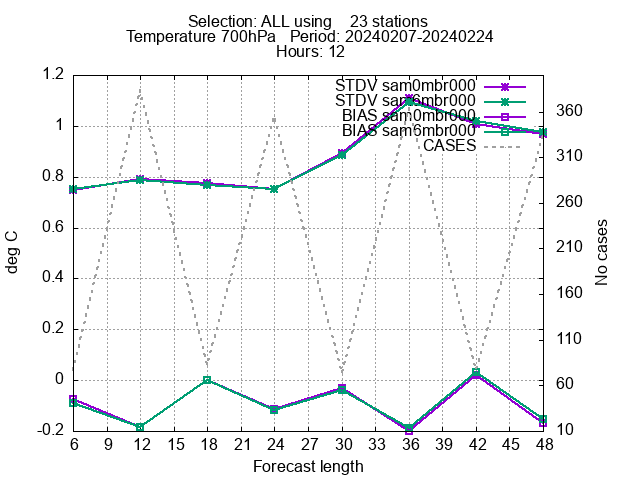 Selection: ALL using 23 stations
Temperature 700hPa Period: 20240207-20240224
Hours: 12
STDV sam0mbr000
STDV sam6mbr000
BIAS sam0mbr000
BIAS sam6mbr000
CASES
1.2
1
0.8
0.6
0.4
0.2
0
-0.2
deg C
360
310
260
210
160
110
60
10
No cases
6 9 12 15 18 21 24 27 30 33 36 39 42 45 48
Forecast length